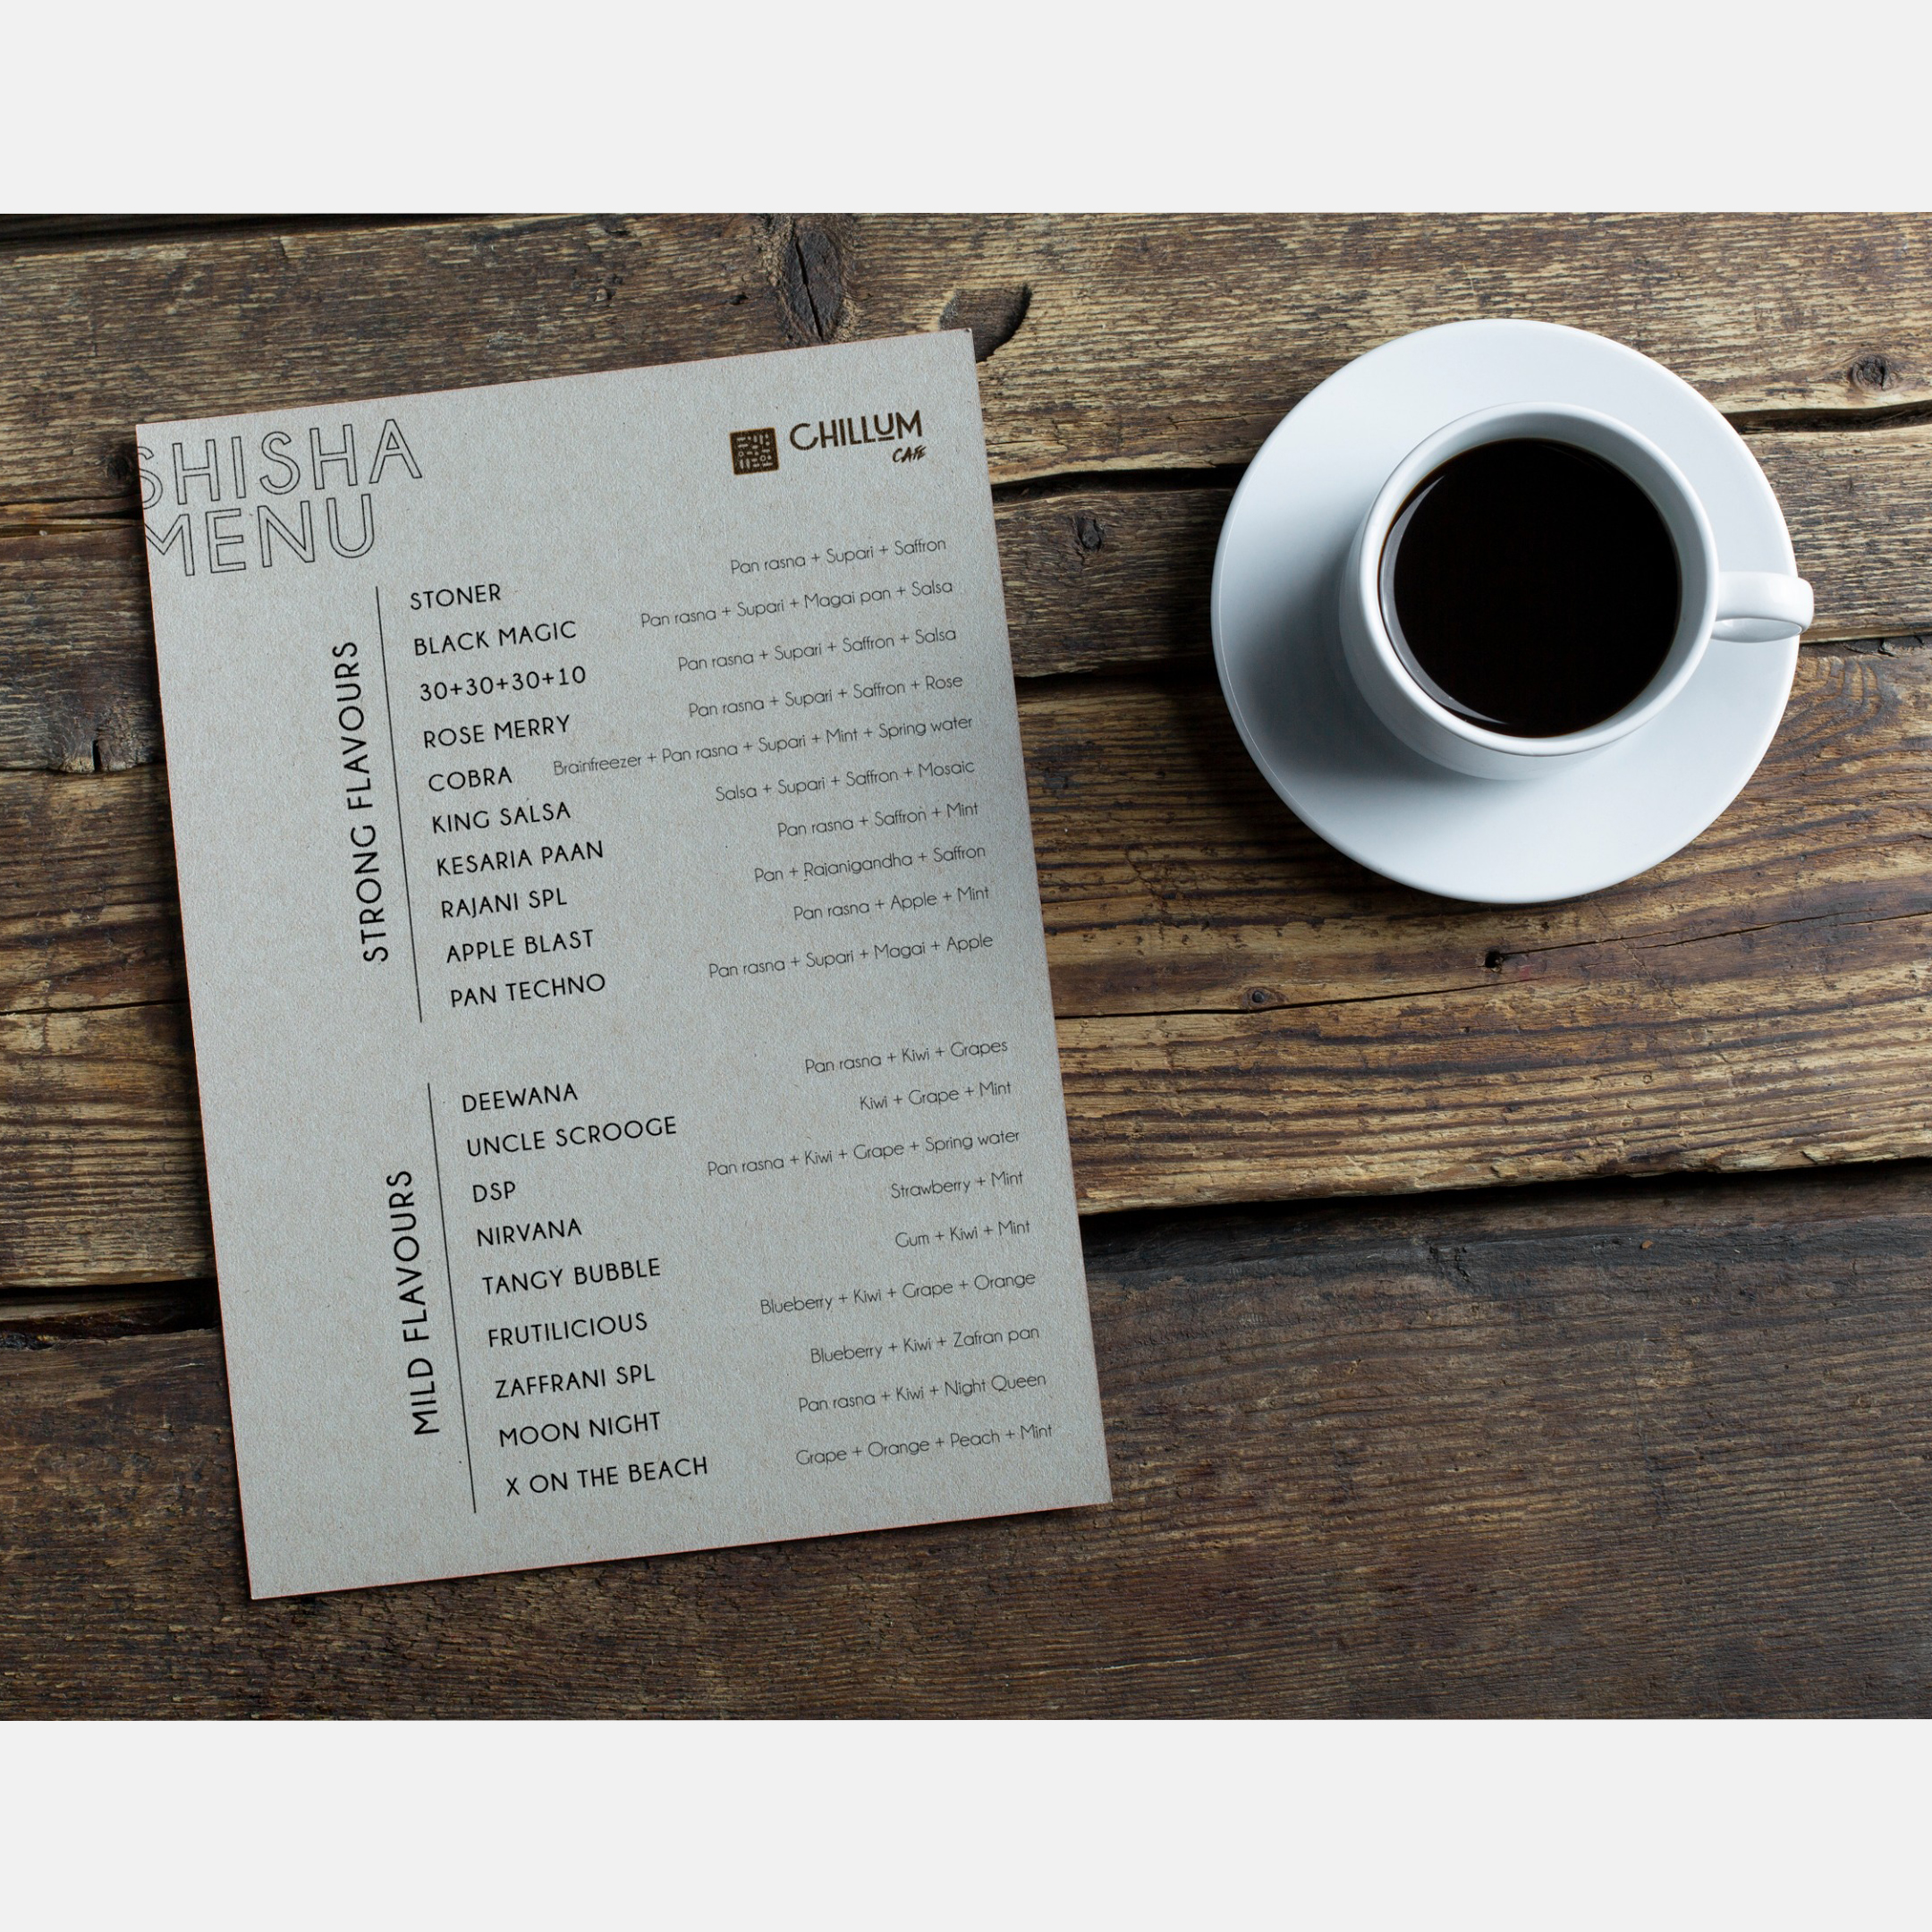 SHISHA
MENU
CHILLUM
CAFE
STRONG FLAVOURS
STONER Pan rasna + Supari + Saffron
BLACK MAGIC Pan rasna + Supari + Magai pan + Salsa
30+30+30+10 Pan rasna + Supari + Saffron + Salsa
ROSE MERRY Pan rasna + Supari + Saffron + Rose
COBRA Brainfreezer + Pan rasna + Supari + Mint + Spring water
KING SALSA Salsa + Supari + Saffron + Mosaic
KESARIA PAAN Pan rasna + Saffron + Mint
RAJANI SPL Pan + Rajanigandha + Saffron
APPLE BLAST Pan rasna + Apple + Mint
PAN TECHNO Pan rasna + Supari + Magai + Apple
MILD FLAVOURS
DEEWANA Pan rasna + Kiwi + Grapes
UNCLE SCROOGE Kiwi + Grape + Mint
DSP Pan rasna + Kiwi + Grape + Spring water
NIRVANA Strawberry + Mint
TANGY BUBBLE Gum + Kiwi + Mint
FRUTILICIOUS Blueberry + Kiwi + Grape + Orange
ZAFFRANI SPL Blueberry + Kiwi + Zafran pan
MOON NIGHT Pan rasna + Kiwi + Night Queen
X ON THE BEACH Grape + Orange + Peach + Mint